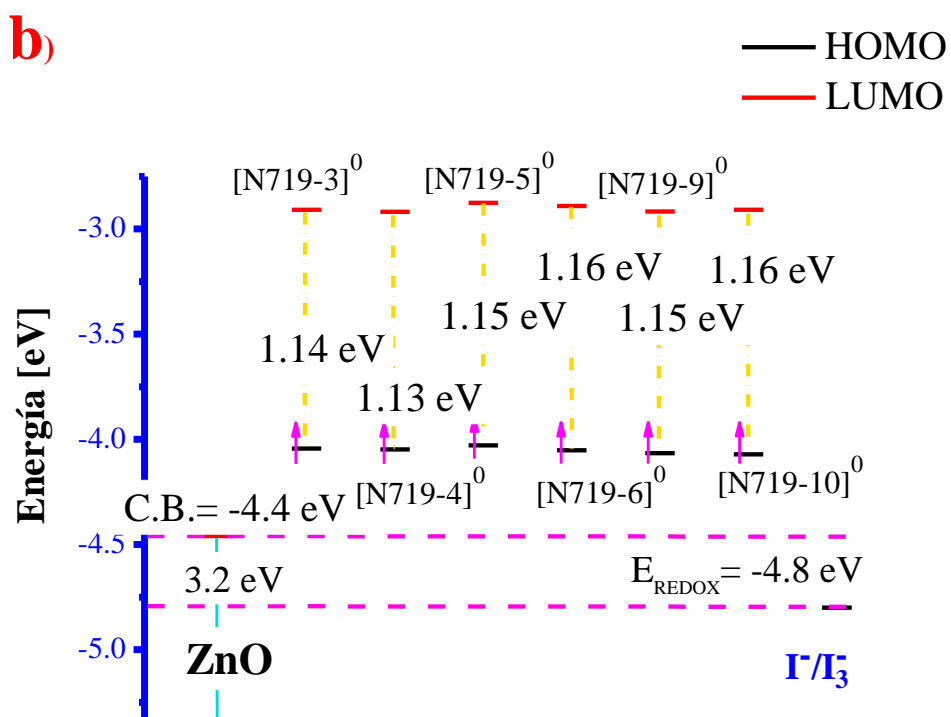 b)
HOMO
LUMO
[N719-3]⁰
[N719-5]⁰
[N719-9]⁰
-3.0
1.16 eV
1.16 eV
1.15 eV
1.15 eV
-3.5
1.14 eV
1.13 eV
Energía [eV]
-4.0
[N719-4]⁰
[N719-6]⁰
[N719-10]⁰
C.B.= -4.4 eV
-4.5
3.2 eV
E_REDOX= -4.8 eV
-5.0
ZnO
I⁻/I₃⁻